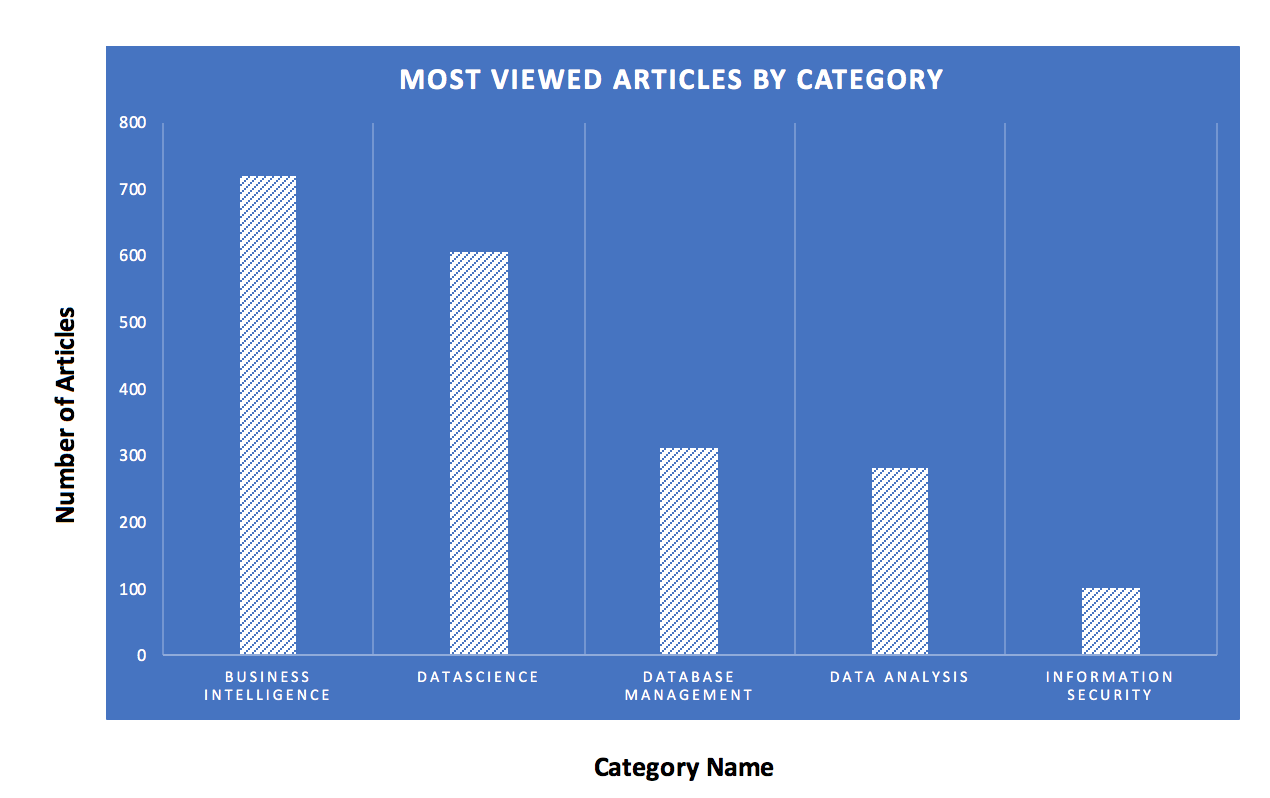 MOST VIEWED ARTICLES BY CATEGORY
800
700
600
500
400
300
200
100
0
Number of Articles
BUSINESS
INTELLIGENCE
DATASCIENCE
DATABASE
MANAGEMENT
DATA ANALYSIS
INFORMATION
SECURITY
Category Name